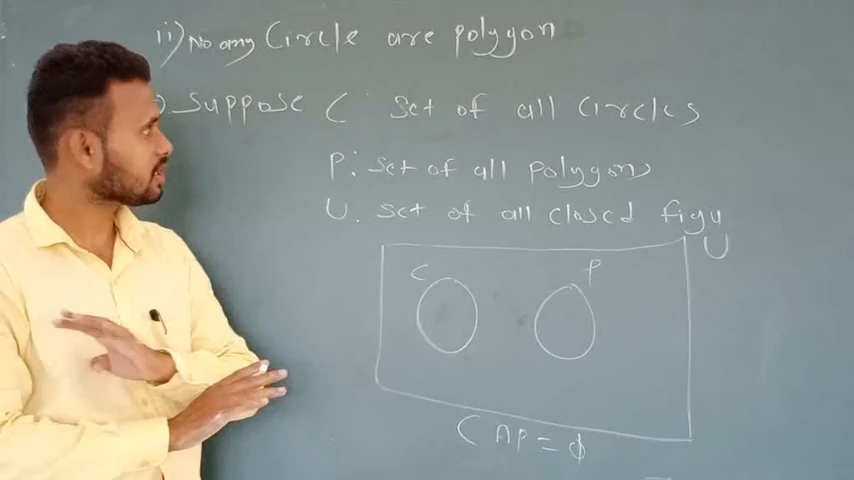 ii) No any Circle are polygon
) Suppose C : set of all circles
P : set of all polygons
U . set of all closed figu
U
C P
C ∩ P = ϕ